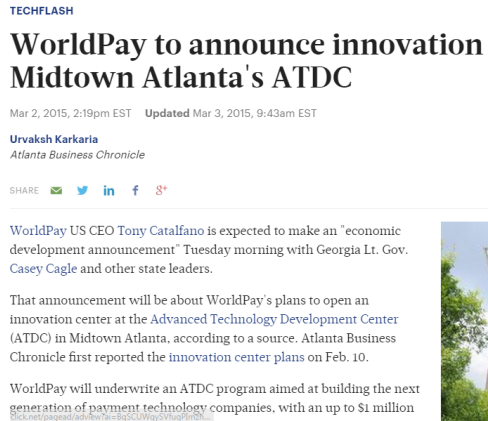 TECHFLASH
WorldPay to announce innovation
Midtown Atlanta's ATDC
Mar 2, 2015, 2:19pm EST Updated Mar 3, 2015, 9:43am EST
Urvaksh Karkaria
Atlanta Business Chronicle
SHARE
WorldPay US CEO Tony Catalfano is expected to make an "economic
development announcement" Tuesday morning with Georgia Lt. Gov.
Casey Cagle and other state leaders.
That announcement will be about WorldPay's plans to open an
innovation center at the Advanced Technology Development Center
(ATDC) in Midtown Atlanta, according to a source. Atlanta Business
Chronicle first reported the innovation center plans on Feb. 10.
WorldPay will underwrite an ATDC program aimed at building the next
generation of payment technology companies, with an up to $1 million